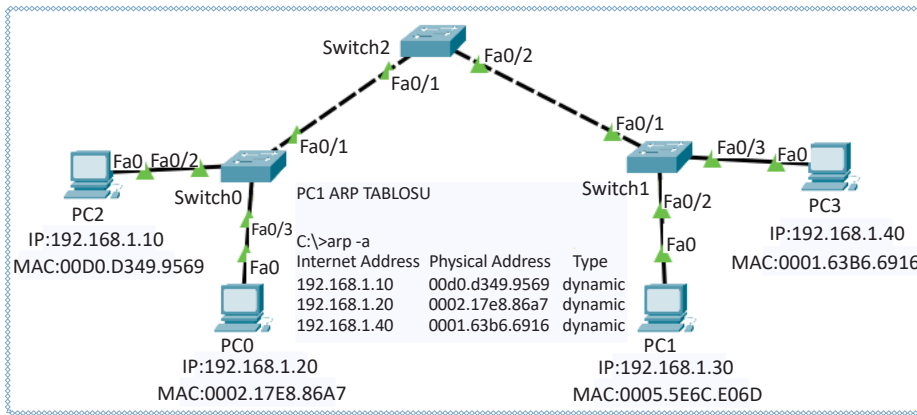 Switch2
Fa0/2
Fa0/1
Fa0/1
Fa0/1
Fa0 Fa0/2
Switch0
Fa0/3 Fa0
Switch1
PC2
IP:192.168.1.10
MAC:00D0.D349.9569
PC3
IP:192.168.1.40
MAC:0001.63B6.6916
Fa0/3
Fa0
Fa0/2
Fa0
PC1 ARP TABLOSU
C:\>arp -a
Internet Address Physical Address Type
192.168.1.10 00d0.d349.9569 dynamic
192.168.1.20 0002.17e8.86a7 dynamic
192.168.1.40 0001.63b6.6916 dynamic
PC0
IP:192.168.1.20
MAC:0002.17E8.86A7
PC1
IP:192.168.1.30
MAC:0005.5E6C.E06D